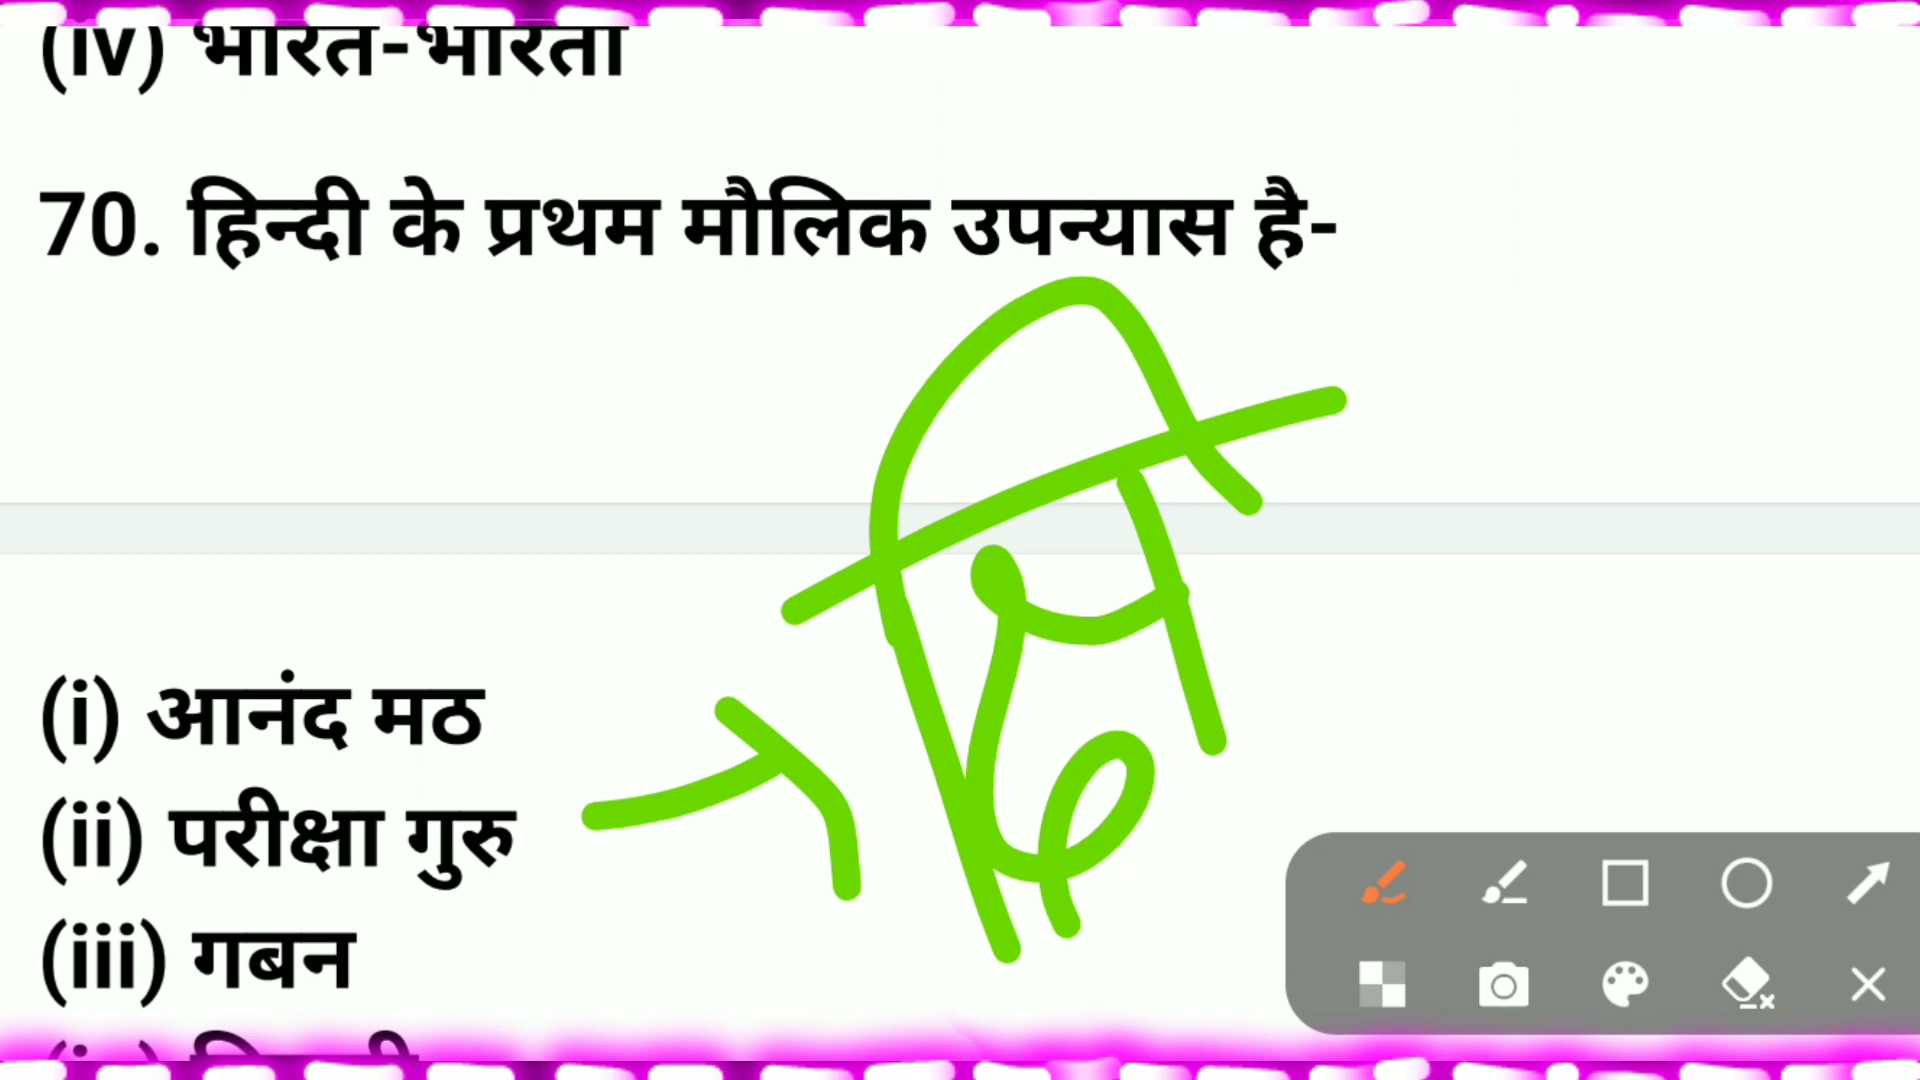 (iv) भारत-भारती
70. हिन्दी के प्रथम मौलिक उपन्यास है-
(i) आनंद मठ
(ii) परीक्षा गुरु
(iii) गबन